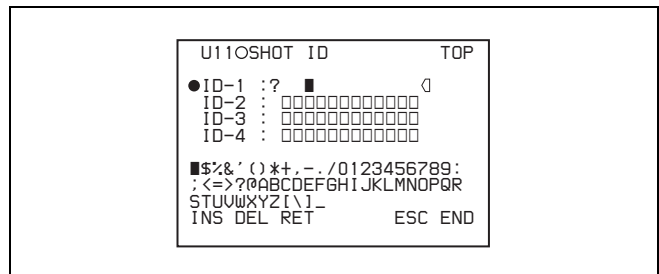 U11○SHOT ID TOP
●ID-1 :? ■
ID-2 : □□□□□□□□□□□□
ID-3 : □□□□□□□□□□□□
ID-4 : □□□□□□□□□□□□
■$%&'()*+,-./0123456789:
;<=>?@ABCDEFGHIJKLMNOPQR
STUVWXYZ[\]_
INS DEL RET ESC END